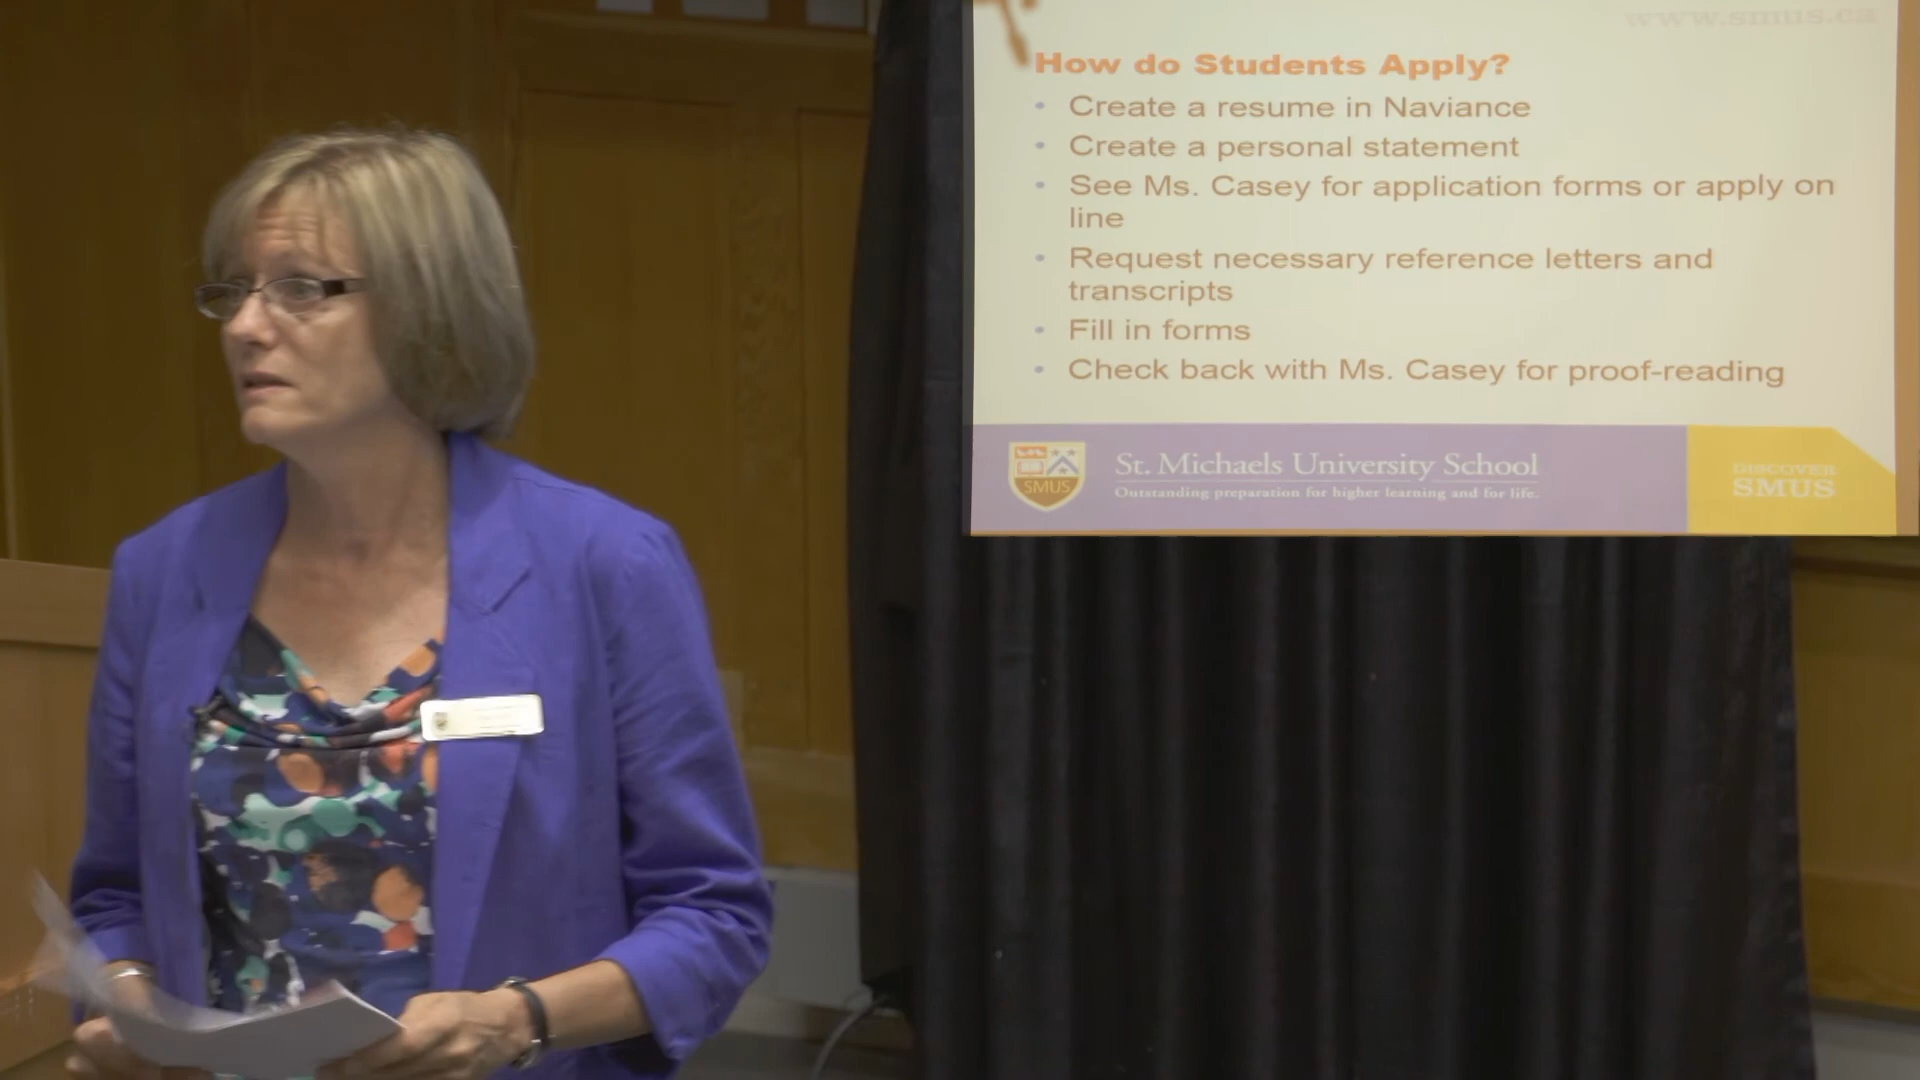 www.smus.ca
How do Students Apply?
• Create a resume in Naviance
• Create a personal statement
• See Ms. Casey for application forms or apply on
line
• Request necessary reference letters and
transcripts
• Fill in forms
• Check back with Ms. Casey for proof-reading
SMUS
St. Michaels University School
Outstanding preparation for higher learning and for life.
DISCOVER
SMUS